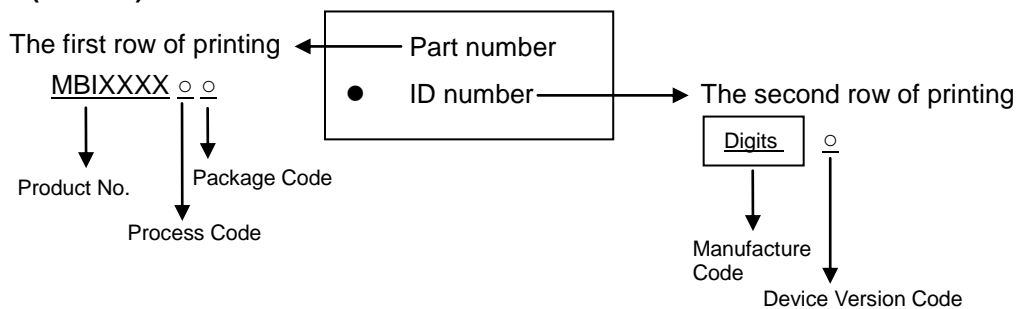 The first row of printing
Part number
MBIXXXX ○ ○
● ID number
The second row of printing
Digits ○
Product No.
Package Code
Process Code
Manufacture
Code
Device Version Code